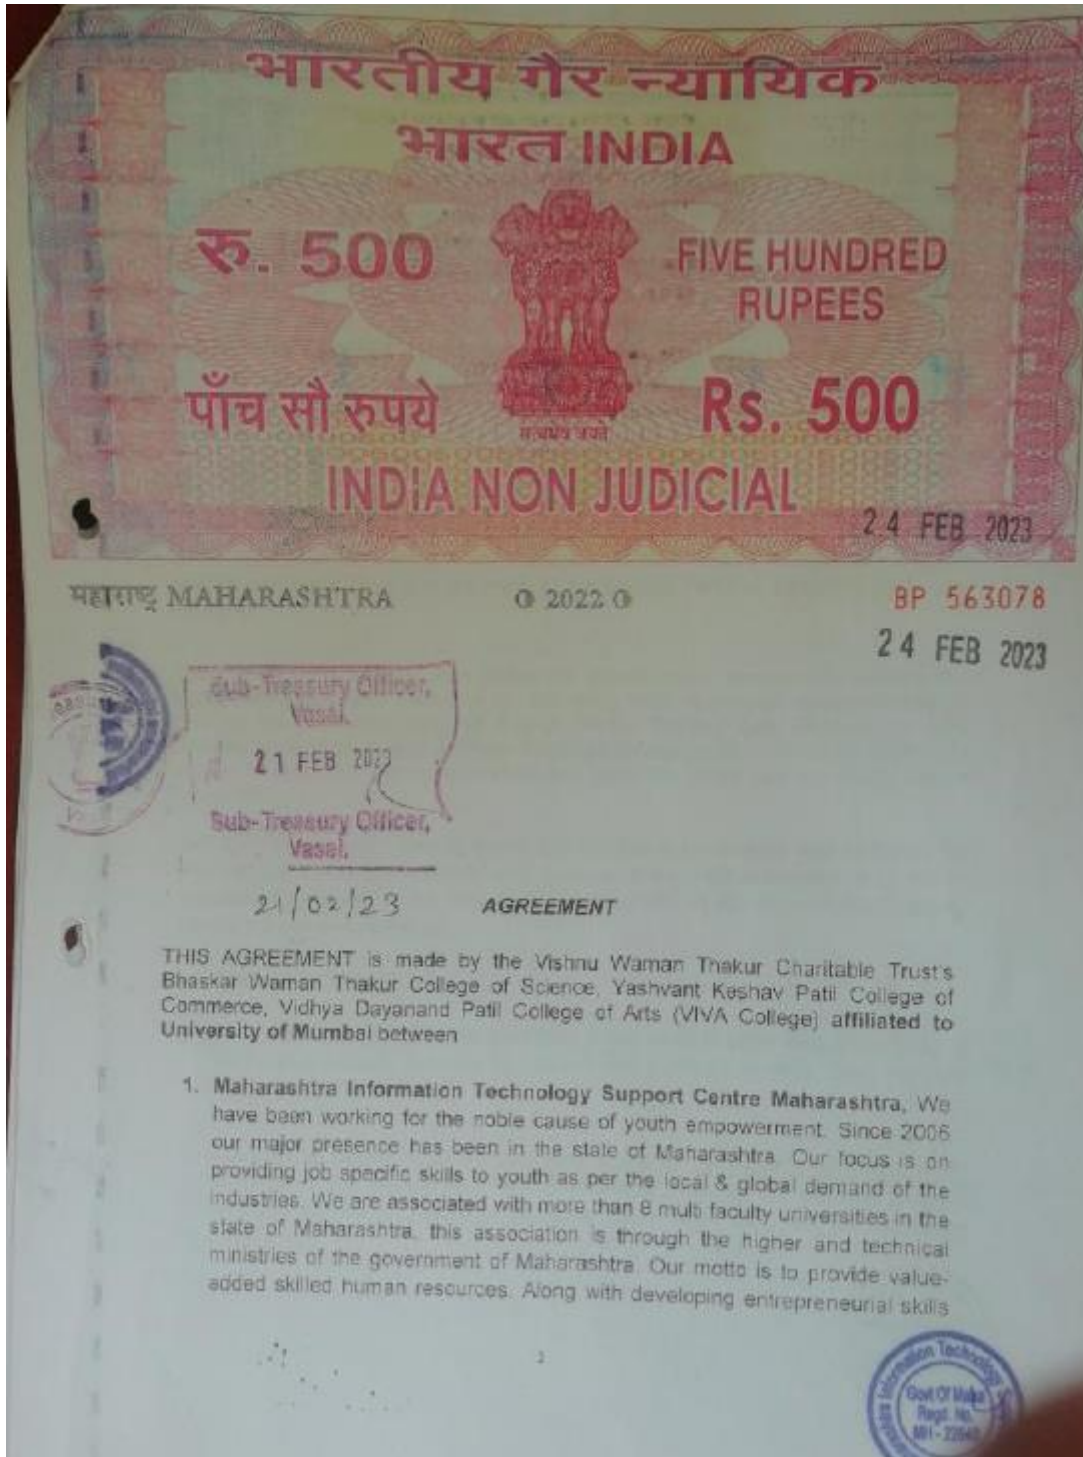 भारतीय गैर न्यायिक
भारत INDIA
रु. 500
FIVE HUNDRED
RUPEES
पाँच सौ रुपये
Rs. 500
सत्यमेव जयते
INDIA NON JUDICIAL
24 FEB 2023
महाराष्ट्र MAHARASHTRA
2022
BP 563078
24 FEB 2023
Sub-Treasury Officer,
Vasai.
21 FEB 2023
Sub-Treasury Officer,
Vasai.
21/02/23
AGREEMENT
THIS AGREEMENT is made by the Vishnu Waman Thakur Charitable Trust's
Bhaskar Waman Thakur College of Science, Yashvant Keshav Patil College of
Commerce, Vidhya Dayanand Patil College of Arts (VIVA College) affiliated to
University of Mumbai between
1. Maharashtra Information Technology Support Centre Maharashtra, We
have been working for the noble cause of youth empowerment. Since 2006
our major presence has been in the state of Maharashtra. Our focus is on
providing job specific skills to youth as per the local & global demand of the
industries. We are associated with more than 8 multi faculty universities in the
state of Maharashtra, this association is through the higher and technical
ministries of the government of Maharashtra. Our motto is to provide value-
added skilled human resources. Along with developing entrepreneurial skills
2
Information Technology
Govt Of Maha
Regd. No.